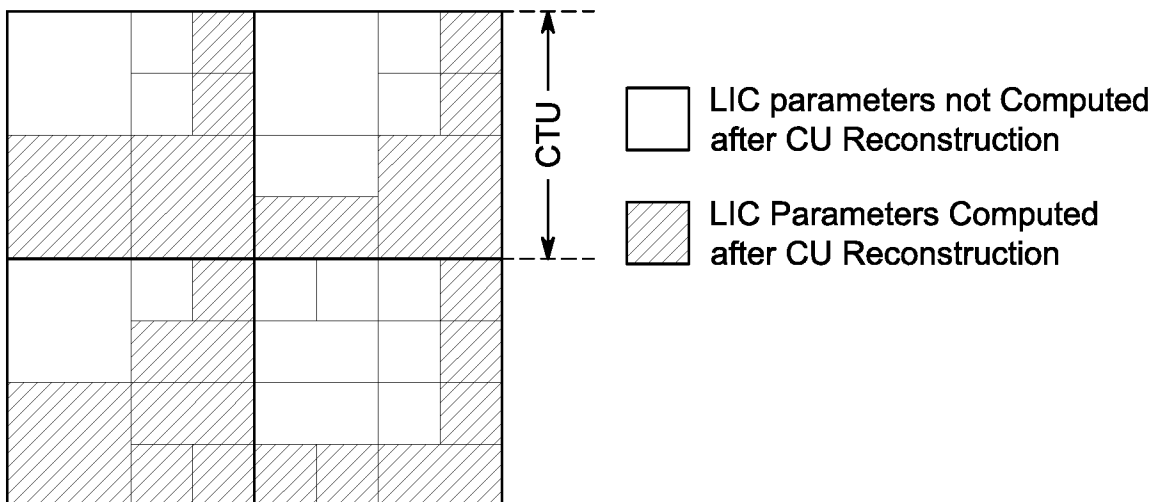 CTU
LIC parameters not Computed
after CU Reconstruction
LIC Parameters Computed
after CU Reconstruction